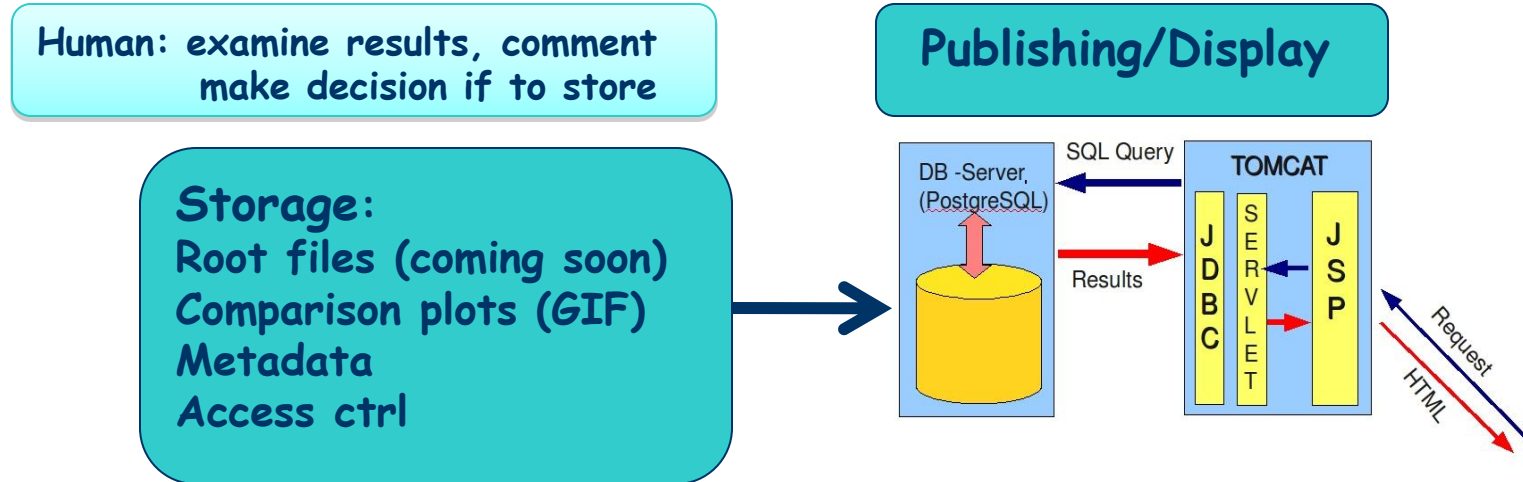 Human: examine results, comment
make decision if to store
Publishing/Display
Storage:
Root files (coming soon)
Comparison plots (GIF)
Metadata
Access ctrl
DB -Server,
(PostgreSQL)
SQL Query
Results
TOMCAT
JDBC
SERVLET
JSP
Request
HTML